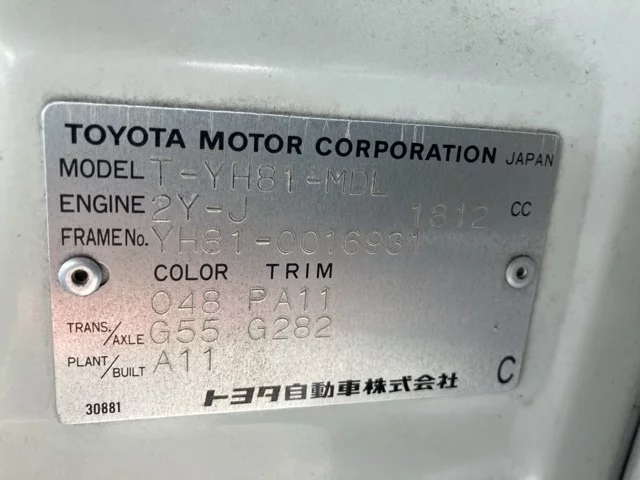 TOYOTA MOTOR CORPORATION JAPAN
MODEL T-YH81-MDL
ENGINE 2Y-J 1812 CC
FRAME No. YH81-0016931
COLOR TRIM
048 PA11
TRANS./AXLE G55 G282
PLANT/BUILT A11
トヨタ自動車株式会社 C
30881